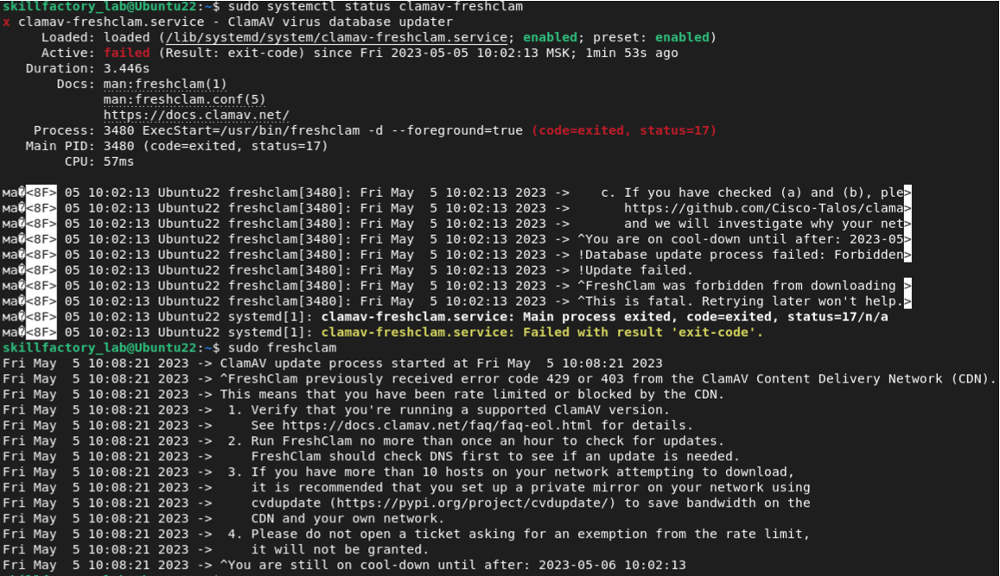 skillfactory_lab@Ubuntu22:~$ sudo systemctl status clamav-freshclam
x clamav-freshclam.service - ClamAV virus database updater
     Loaded: loaded (/lib/systemd/system/clamav-freshclam.service; enabled; preset: enabled)
     Active: failed (Result: exit-code) since Fri 2023-05-05 10:02:13 MSK; 1min 53s ago
   Duration: 3.446s
       Docs: man:freshclam(1)
             man:freshclam.conf(5)
             https://docs.clamav.net/
    Process: 3480 ExecStart=/usr/bin/freshclam -d --foreground=true (code=exited, status=17)
   Main PID: 3480 (code=exited, status=17)
        CPU: 57ms
ма�<8F> 05 10:02:13 Ubuntu22 freshclam[3480]: Fri May  5 10:02:13 2023 ->    c. If you have checked (a) and (b), ple>
ма�<8F> 05 10:02:13 Ubuntu22 freshclam[3480]: Fri May  5 10:02:13 2023 ->       https://github.com/Cisco-Talos/clama>
ма�<8F> 05 10:02:13 Ubuntu22 freshclam[3480]: Fri May  5 10:02:13 2023 ->       and we will investigate why your net>
ма�<8F> 05 10:02:13 Ubuntu22 freshclam[3480]: Fri May  5 10:02:13 2023 -> ^You are on cool-down until after: 2023-05>
ма�<8F> 05 10:02:13 Ubuntu22 freshclam[3480]: Fri May  5 10:02:13 2023 -> !Database update process failed: Forbidden>
ма�<8F> 05 10:02:13 Ubuntu22 freshclam[3480]: Fri May  5 10:02:13 2023 -> !Update failed.
ма�<8F> 05 10:02:13 Ubuntu22 freshclam[3480]: Fri May  5 10:02:13 2023 -> ^FreshClam was forbidden from downloading >
ма�<8F> 05 10:02:13 Ubuntu22 freshclam[3480]: Fri May  5 10:02:13 2023 -> ^This is fatal. Retrying later won't help.>
ма�<8F> 05 10:02:13 Ubuntu22 systemd[1]: clamav-freshclam.service: Main process exited, code=exited, status=17/n/a
ма�<8F> 05 10:02:13 Ubuntu22 systemd[1]: clamav-freshclam.service: Failed with result 'exit-code'.
skillfactory_lab@Ubuntu22:~$ sudo freshclam
Fri May  5 10:08:21 2023 -> ClamAV update process started at Fri May  5 10:08:21 2023
Fri May  5 10:08:21 2023 -> ^FreshClam previously received error code 429 or 403 from the ClamAV Content Delivery Network (CDN).
Fri May  5 10:08:21 2023 -> This means that you have been rate limited or blocked by the CDN.
Fri May  5 10:08:21 2023 ->  1. Verify that you're running a supported ClamAV version.
Fri May  5 10:08:21 2023 ->     See https://docs.clamav.net/faq/faq-eol.html for details.
Fri May  5 10:08:21 2023 ->  2. Run FreshClam no more than once an hour to check for updates.
Fri May  5 10:08:21 2023 ->     FreshClam should check DNS first to see if an update is needed.
Fri May  5 10:08:21 2023 ->  3. If you have more than 10 hosts on your network attempting to download,
Fri May  5 10:08:21 2023 ->     it is recommended that you set up a private mirror on your network using
Fri May  5 10:08:21 2023 ->     cvdupdate (https://pypi.org/project/cvdupdate/) to save bandwidth on the
Fri May  5 10:08:21 2023 ->     CDN and your own network.
Fri May  5 10:08:21 2023 ->  4. Please do not open a ticket asking for an exemption from the rate limit,
Fri May  5 10:08:21 2023 ->     it will not be granted.
Fri May  5 10:08:21 2023 -> ^You are still on cool-down until after: 2023-05-06 10:02:13